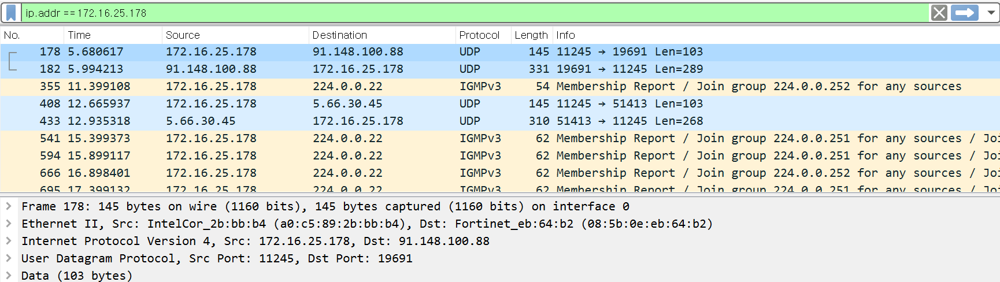 ip.addr ==172.16.25.178
No. Time Source Destination Protocol Length Info
178 5.680617 172.16.25.178 91.148.100.88 UDP 145 11245 → 19691 Len=103
182 5.994213 91.148.100.88 172.16.25.178 UDP 331 19691 → 11245 Len=289
355 11.399108 172.16.25.178 224.0.0.22 IGMPv3 54 Membership Report / Join group 224.0.0.252 for any sources
408 12.665937 172.16.25.178 5.66.30.45 UDP 145 11245 → 51413 Len=103
433 12.935318 5.66.30.45 172.16.25.178 UDP 310 51413 → 11245 Len=268
541 15.399373 172.16.25.178 224.0.0.22 IGMPv3 62 Membership Report / Join group 224.0.0.251 for any sources / Joi
594 15.899117 172.16.25.178 224.0.0.22 IGMPv3 62 Membership Report / Join group 224.0.0.251 for any sources / Joi
666 16.898401 172.16.25.178 224.0.0.22 IGMPv3 62 Membership Report / Join group 224.0.0.252 for any sources / Joi
695 17.399132 172.16.25.178 224.0.0.22 IGMPv3 62 Membership Report / Join group 224.0.0.251 for any sources / Joi
Frame 178: 145 bytes on wire (1160 bits), 145 bytes captured (1160 bits) on interface 0
Ethernet II, Src: IntelCor_2b:bb:b4 (a0:c5:89:2b:bb:b4), Dst: Fortinet_eb:64:b2 (08:5b:0e:eb:64:b2)
Internet Protocol Version 4, Src: 172.16.25.178, Dst: 91.148.100.88
User Datagram Protocol, Src Port: 11245, Dst Port: 19691
Data (103 bytes)